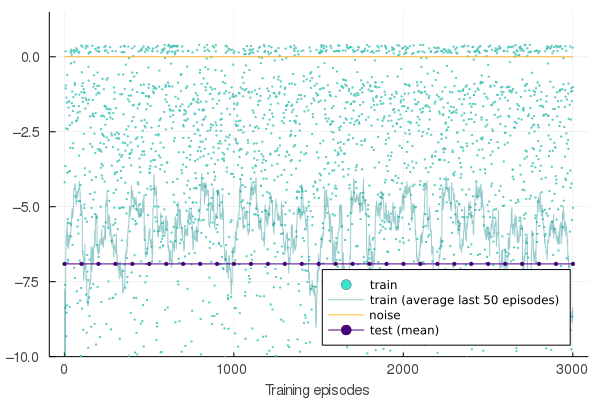 0.0
−2.5
−5.0
−7.5
−10.0
train
train (average last 50 episodes)
noise
test (mean)
0 1000 2000 3000
Training episodes